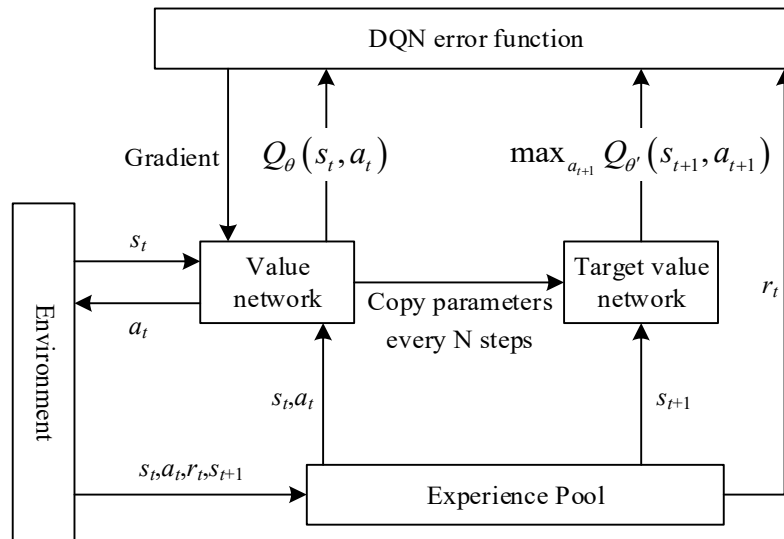 DQN error function
Gradient
Q_θ(s_t, a_t)
max_{a_{t+1}} Q_{θ'}(s_{t+1}, a_{t+1})
s_t
Value
network
Target value
network
Environment
a_t
Copy parameters
every N steps
r_t
s_t,a_t
s_{t+1}
s_t,a_t,r_t,s_{t+1}
Experience Pool